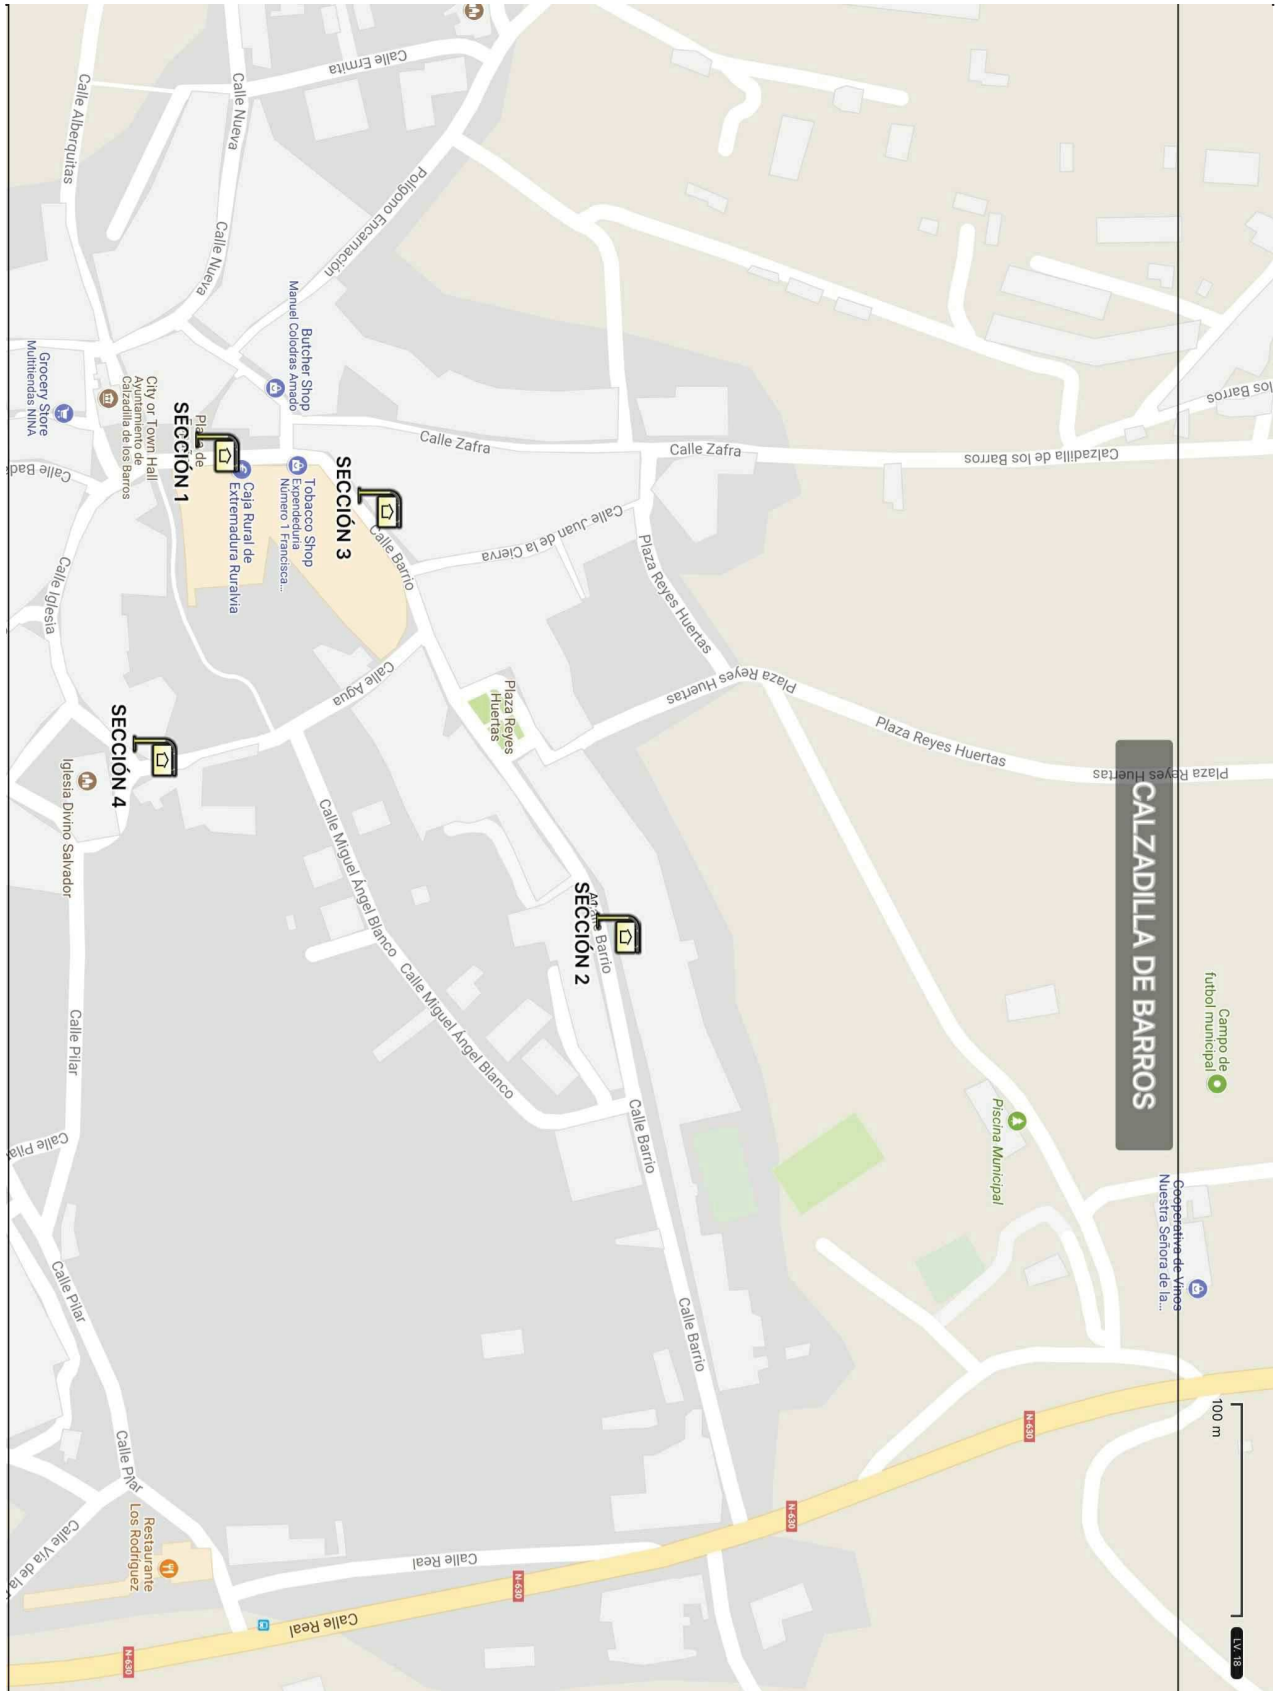 100 m
LV. 18
Campo de
futbol municipal
Cooperativa de Vinos
Nuestra Señora de la...
los Barros
Plaza Reyes Huertas
CALZADILLA DE BARROS
Calzadilla de los Barros
N-630
Piscina Municipal
Plaza Reyes Huertas
Plaza Reyes Huertas
N-630
Calle Zafra
Plaza Reyes Huertas
Calle Barrio
Calle Barrio
Barrio
SECCIÓN 2
Calle Juan de la Cierva
Plaza Reyes
Huertas
N-630
Calle Zafra
Calle Real
Polígono Encarnación
Calle Barrio
Calle Agua
Calle Miguel Ángel Blanco
Calle Miguel Ángel Blanco
Calle Ermita
SECCIÓN 3
Calle Real
Butcher Shop
Manuel Colodras Amado
Tobacco Shop
Expendeduría
Número 1 Francisca...
Caja Rural de
Extremadura Ruralvia
Calle Nueva
Calle Nueva
de
SECCIÓN 1
City or Town Hall
Ayuntamiento de
Calzadilla de los Barros
SECCIÓN 4
Restaurante
Los Rodríguez
Calle Pilar
N-630
Calle Alberquitas
Iglesia Divino Salvador
Calle Pilar
Calle Pilar
Calle Iglesia
Grocery Store
Multitiendas NINA
Calle
Calle Pilar
Calle Vía de la